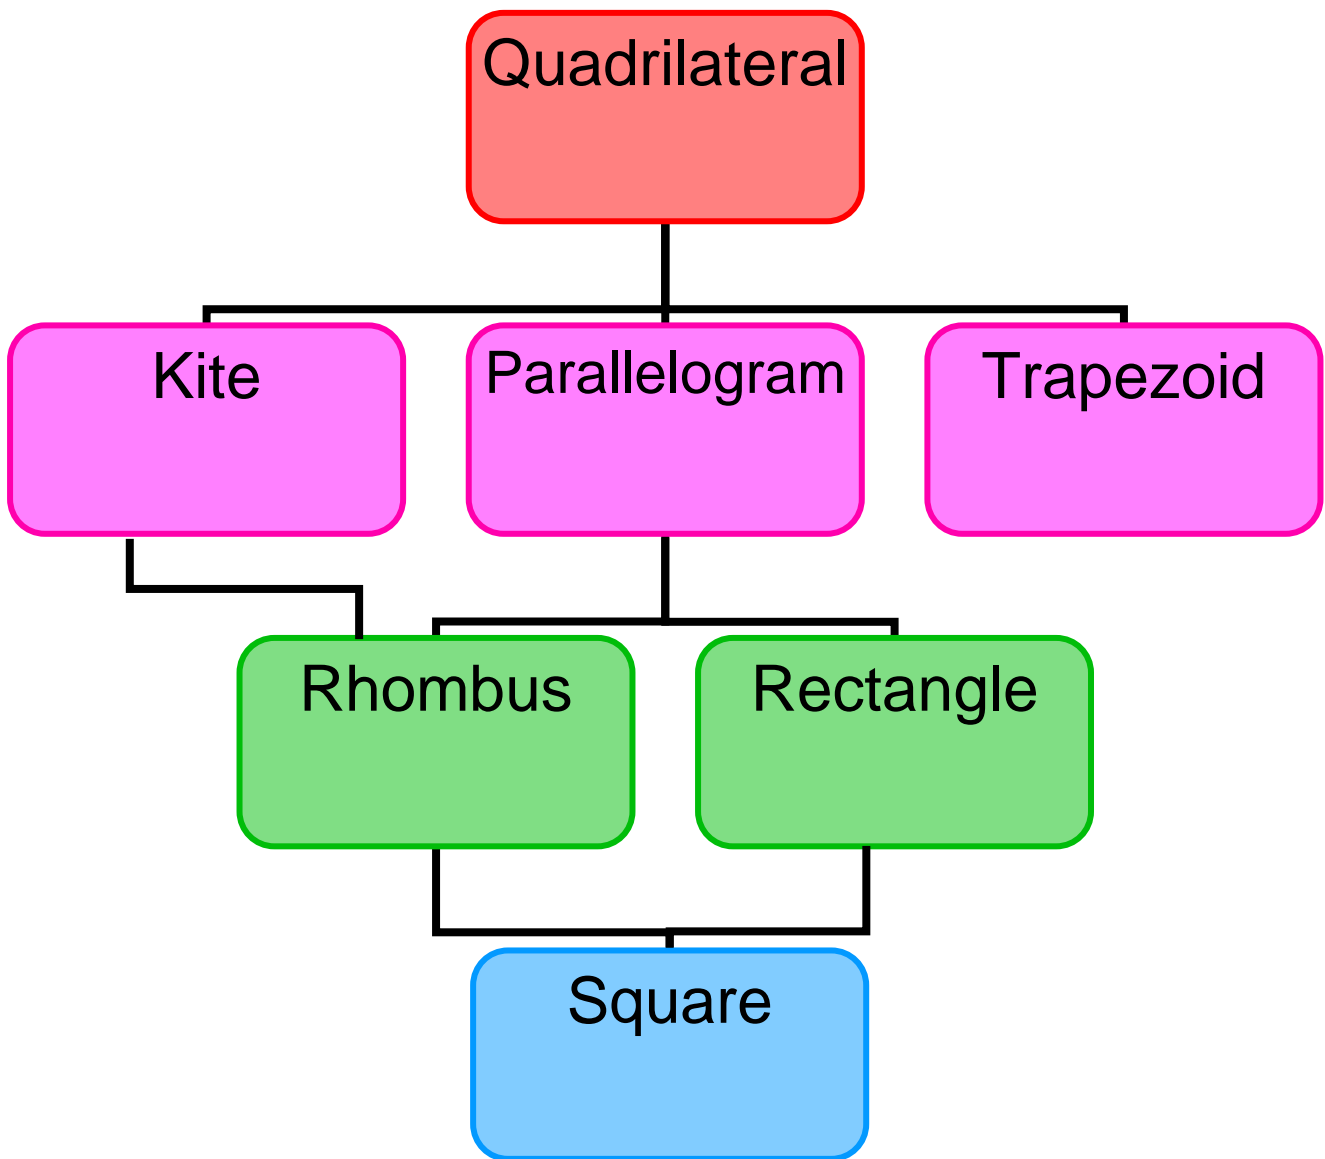 Quadrilateral
Kite
Parallelogram
Trapezoid
Rhombus
Rectangle
Square